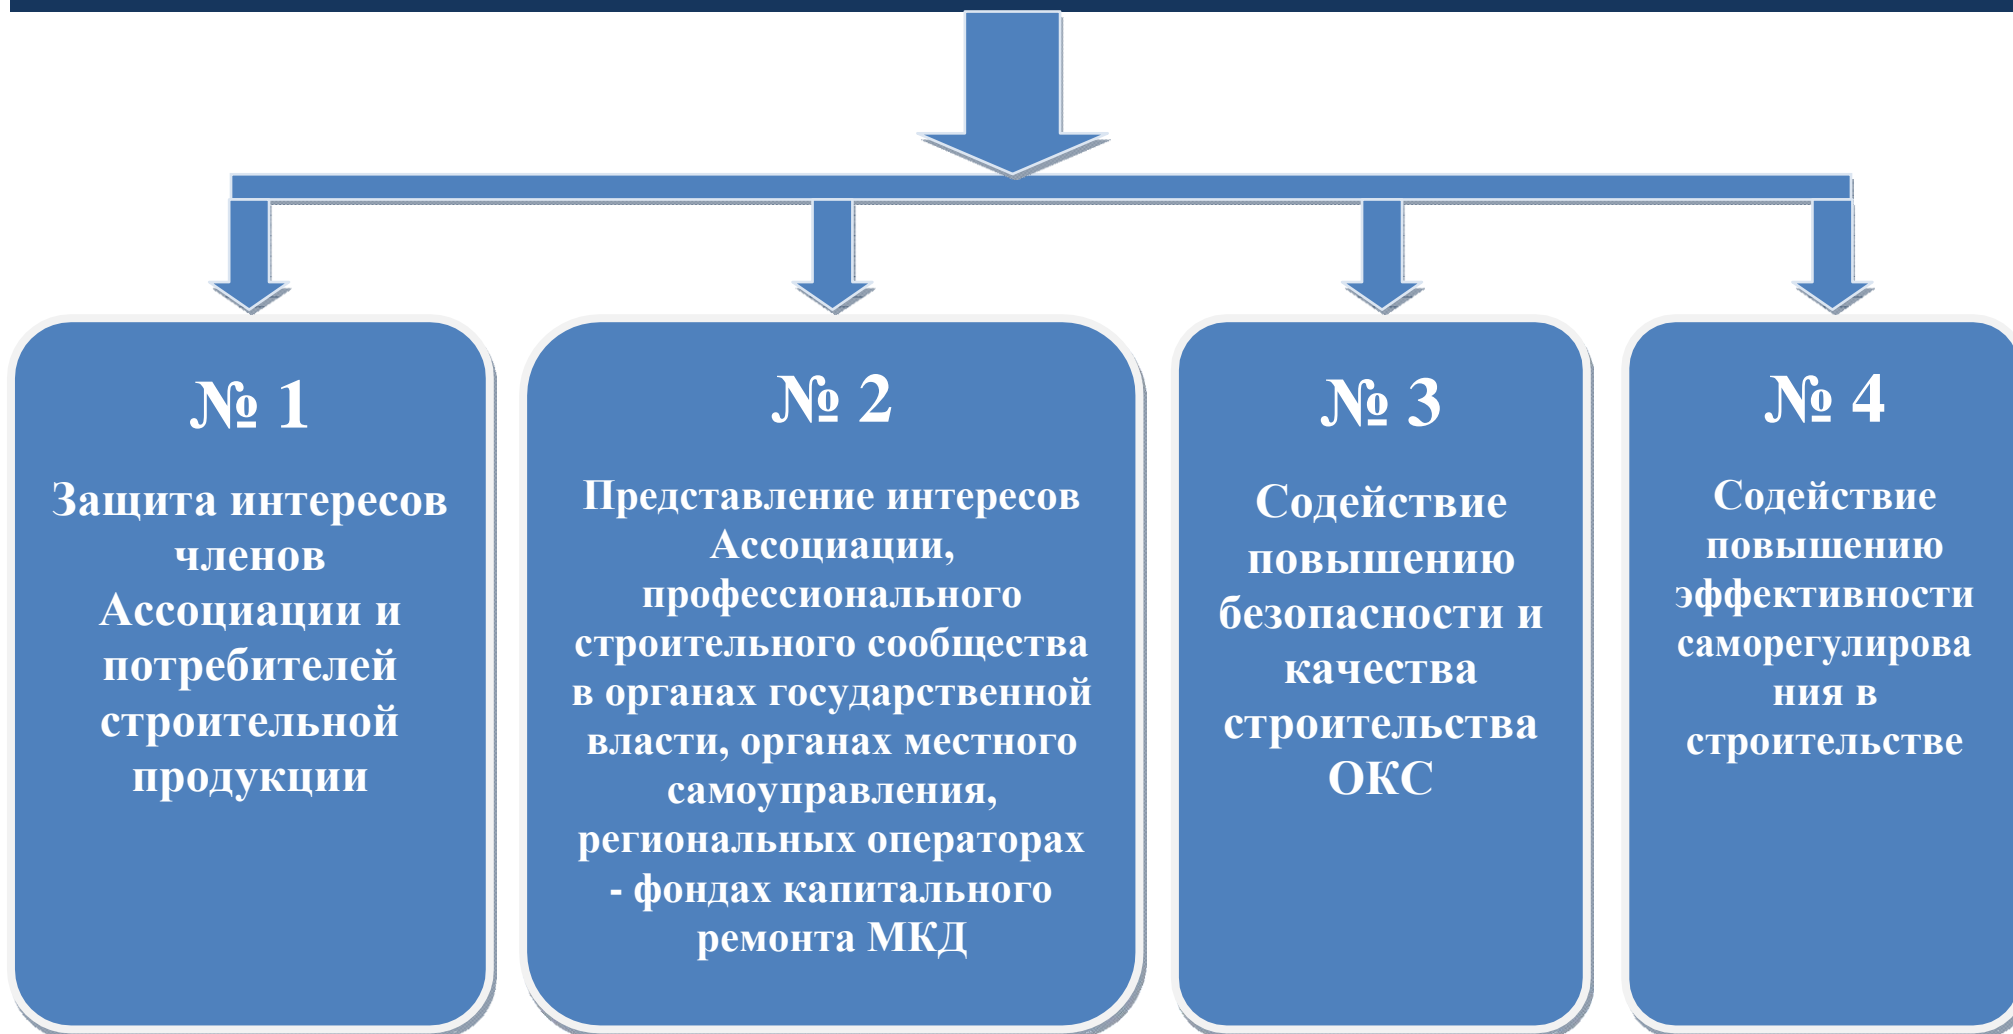 № 1
Защита интересов
членов
Ассоциации и
потребителей
строительной
продукции
№ 2
Представление интересов
Ассоциации,
профессионального
строительного сообщества
в органах государственной
власти, органах местного
самоуправления,
региональных операторах
- фондах капитального
ремонта МКД
№ 3
Содействие
повышению
безопасности и
качества
строительства
ОКС
№ 4
Содействие
повышению
эффективности
саморегулирова
ния в
строительстве